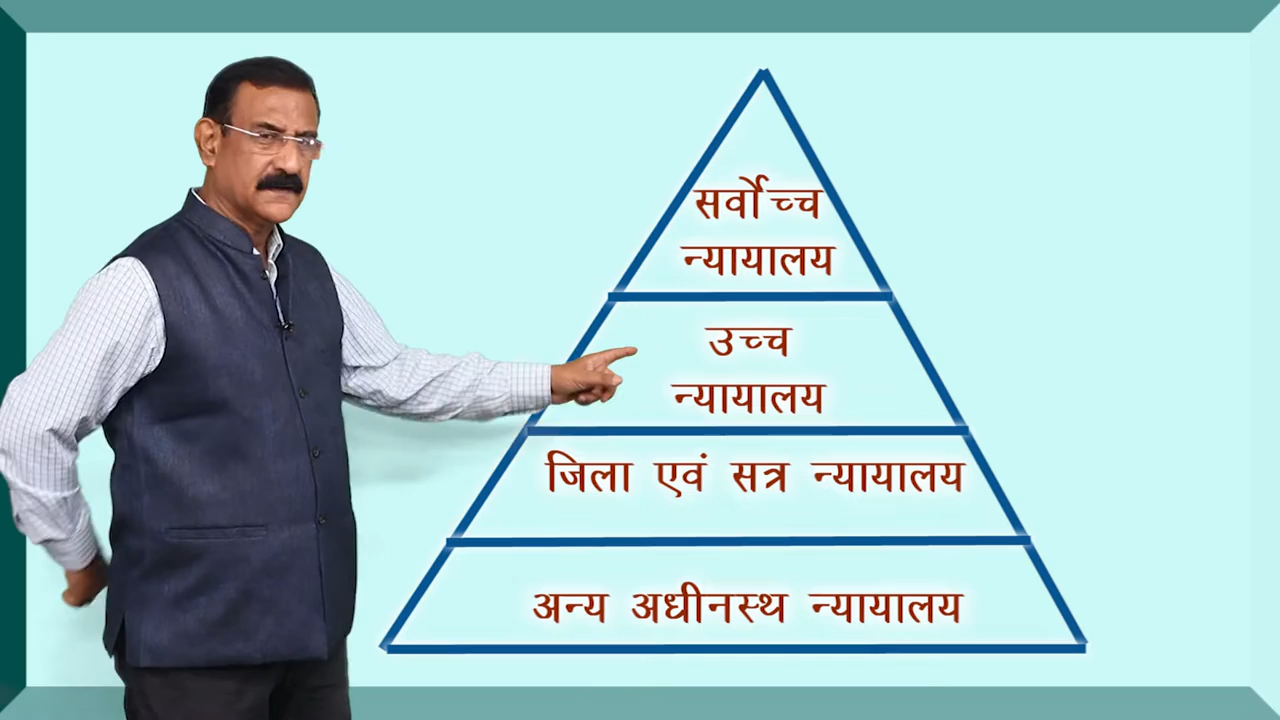 सर्वोच्च
न्यायालय
उच्च
न्यायालय
जिला एवं सत्र न्यायालय
अन्य अधीनस्थ न्यायालय